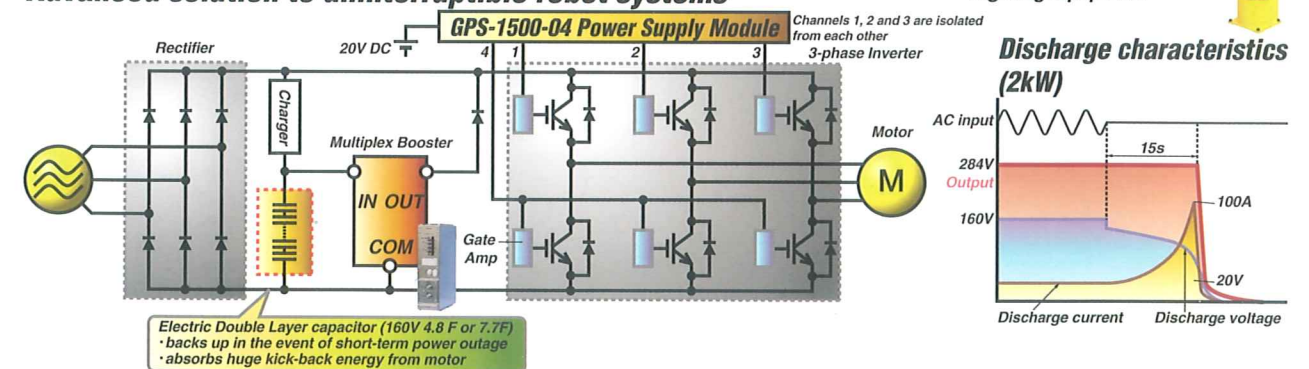 GPS-1500-04 Power Supply Module
Channels 1, 2 and 3 are isolated
from each other
20V DC
4
1
2
3
3-phase Inverter
Rectifier
Charger
Multiplex Booster
IN OUT
COM
Gate
Amp
Motor
M
Electric Double Layer capacitor (160V 4.8 F or 7.7F)
·backs up in the event of short-term power outage
·absorbs huge kick-back energy from motor
Discharge characteristics
(2kW)
AC input
15s
284V
Output
160V
100A
20V
Discharge current
Discharge voltage